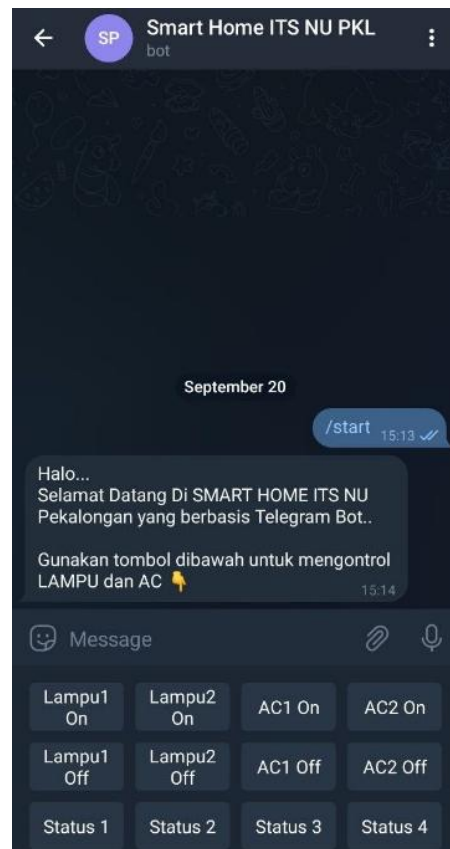 SP
Smart Home ITS NU PKL
bot
September 20
/start 15:13
Halo...
Selamat Datang Di SMART HOME ITS NU
Pekalongan yang berbasis Telegram Bot..
Gunakan tombol dibawah untuk mengontrol
LAMPU dan AC 👇
15:14
Message
Lampu1 On
Lampu2 On
AC1 On
AC2 On
Lampu1 Off
Lampu2 Off
AC1 Off
AC2 Off
Status 1
Status 2
Status 3
Status 4